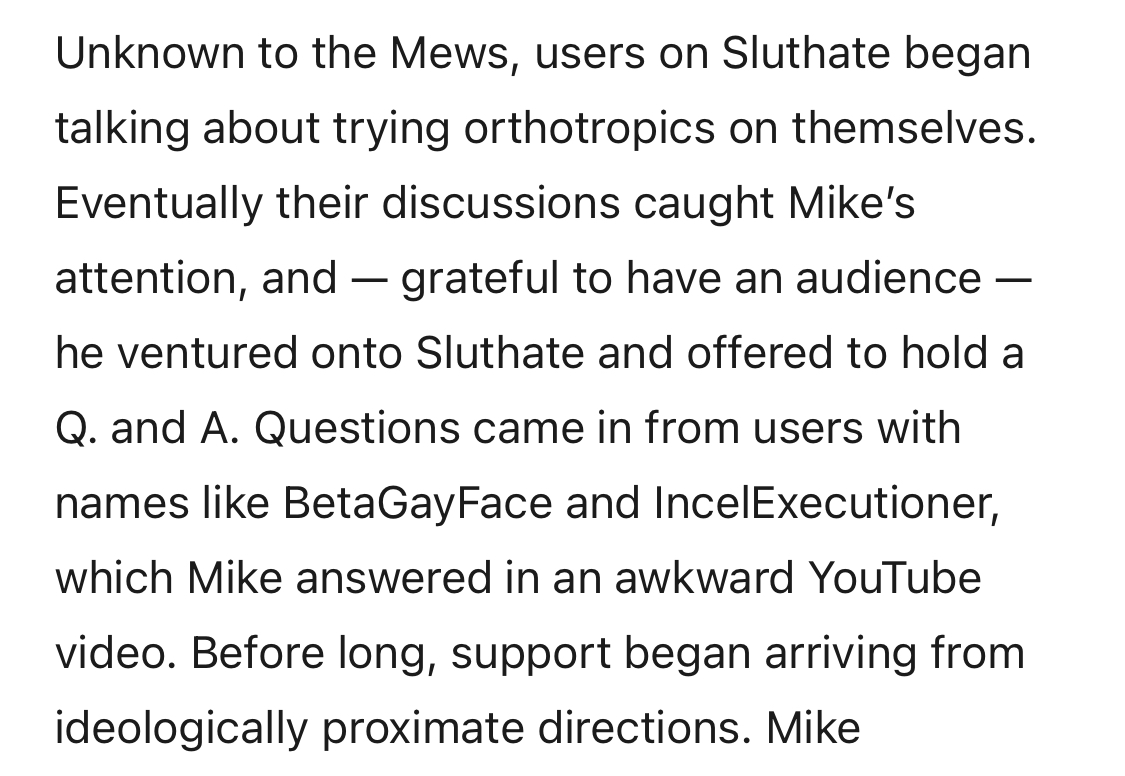 Unknown to the Mews, users on Sluthate began
talking about trying orthotropics on themselves.
Eventually their discussions caught Mike’s
attention, and — grateful to have an audience —
he ventured onto Sluthate and offered to hold a
Q. and A. Questions came in from users with
names like BetaGayFace and IncelExecutioner,
which Mike answered in an awkward YouTube
video. Before long, support began arriving from
ideologically proximate directions. Mike